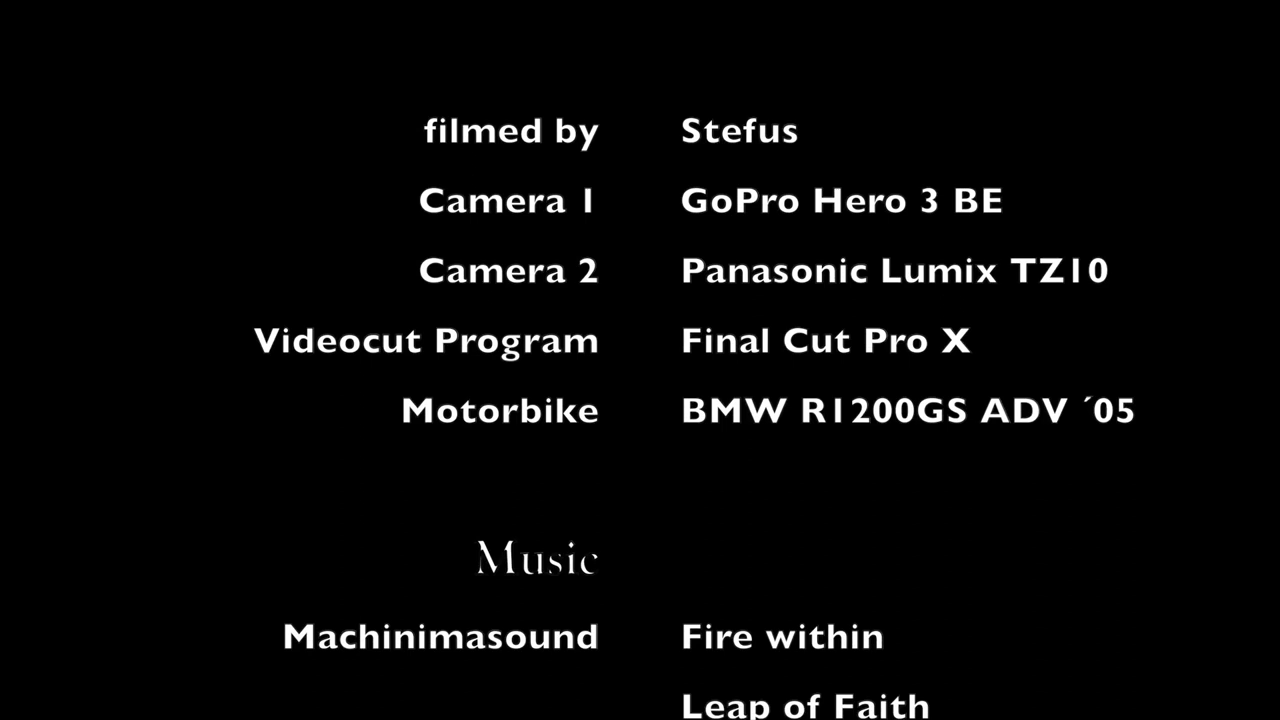 filmed by Stefus
Camera 1 GoPro Hero 3 BE
Camera 2 Panasonic Lumix TZ10
Videocut Program Final Cut Pro X
Motorbike BMW R1200GS ADV ´05
Music
Machinimasound Fire within
Leap of Faith